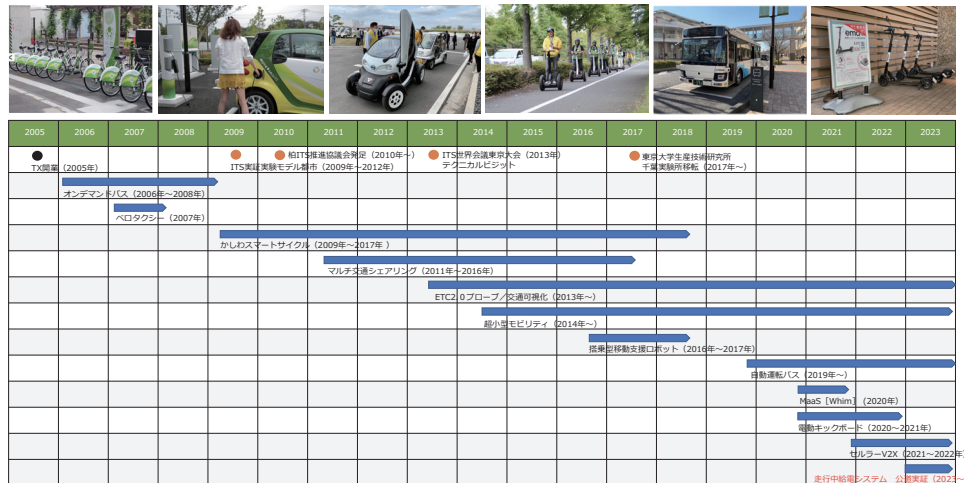 emo
2005 2006 2007 2008 2009 2010 2011 2012 2013 2014 2015 2016 2017 2018 2019 2020 2021 2022 2023
TX開業（2005年）
柏ITS推進協議会発足（2010年～）
ITS実証実験モデル都市（2009年～2012年）
ITS世界会議東京大会（2013年）
テクニカルビジット
東京大学生産技術研究所
千葉実験所移転（2017年～）
オンデマンドバス（2006年～2008年）
ベロタクシー（2007年）
かしわスマートサイクル（2009年～2017年 ）
マルチ交通シェアリング（2011年～2016年）
ETC2.0プローブ／交通可視化（2013年～）
超小型モビリティ（2014年～）
搭乗型移動支援ロボット（2016年～2017年）
自動運転バス（2019年～）
MaaS［Whim］（2020年）
電動キックボード（2020～2021年）
セルラーV2X（2021～2022年）
走行中給電システム　公道実証（2023～